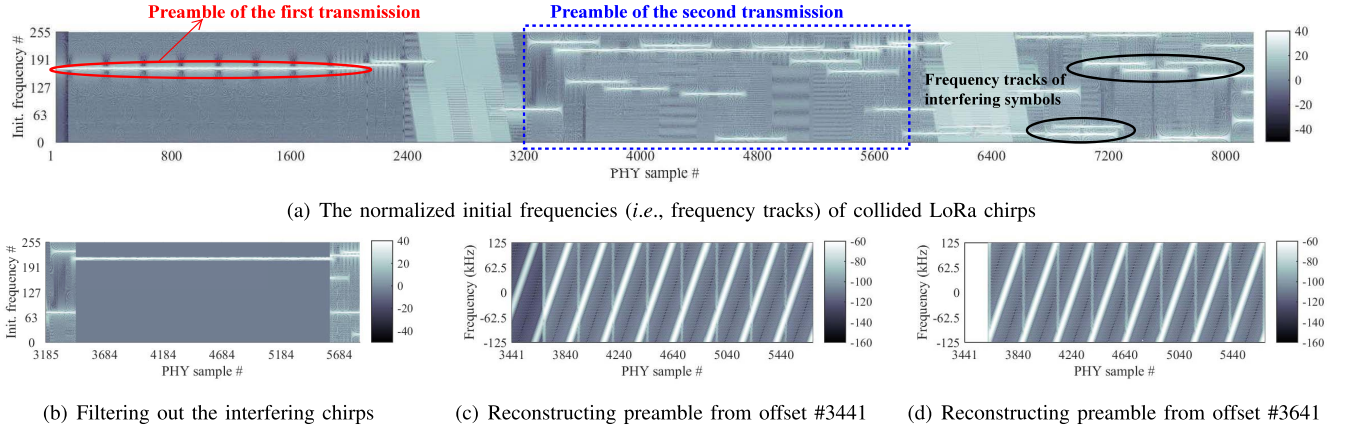 Preamble of the first transmission
Preamble of the second transmission
Init. frequency #
255
191
127
63
0
Frequency tracks of
interfering symbols
40
20
0
-20
-40
1 800 1600 2400 3200 4000 4800 5600 6400 7200 8000
PHY sample #
(a) The normalized initial frequencies (i.e., frequency tracks) of collided LoRa chirps
Init. frequency #
255
191
127
63
0
40
20
0
-20
-40
3185 3684 4184 4684 5184 5684
PHY sample #
(b) Filtering out the interfering chirps
Frequency (kHz)
125
62.5
0
-62.5
-125
-60
-80
-100
-120
-140
-160
3441 3840 4240 4640 5040 5440
PHY sample #
(c) Reconstructing preamble from offset #3441
Frequency (kHz)
125
62.5
0
-62.5
-125
-60
-80
-100
-120
-140
-160
3441 3840 4240 4640 5040 5440
PHY sample #
(d) Reconstructing preamble from offset #3641